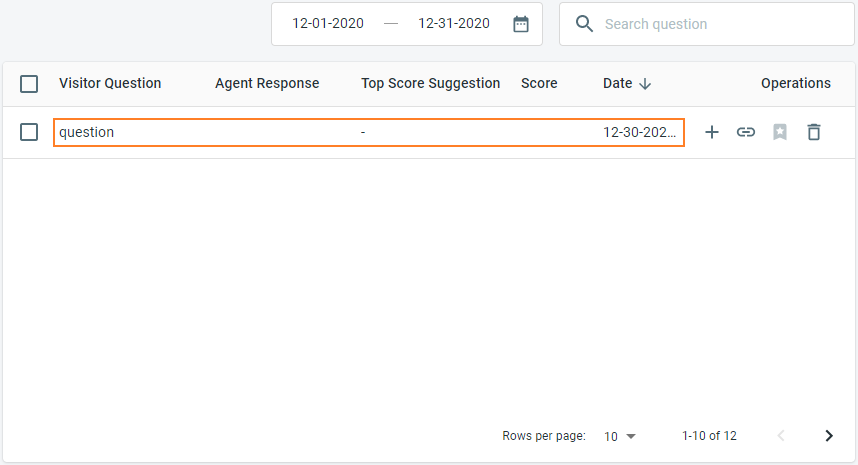 12-01-2020 — 12-31-2020 Search question
Visitor Question Agent Response Top Score Suggestion Score Date Operations
question - 12-30-202...
Rows per page: 10 1-10 of 12